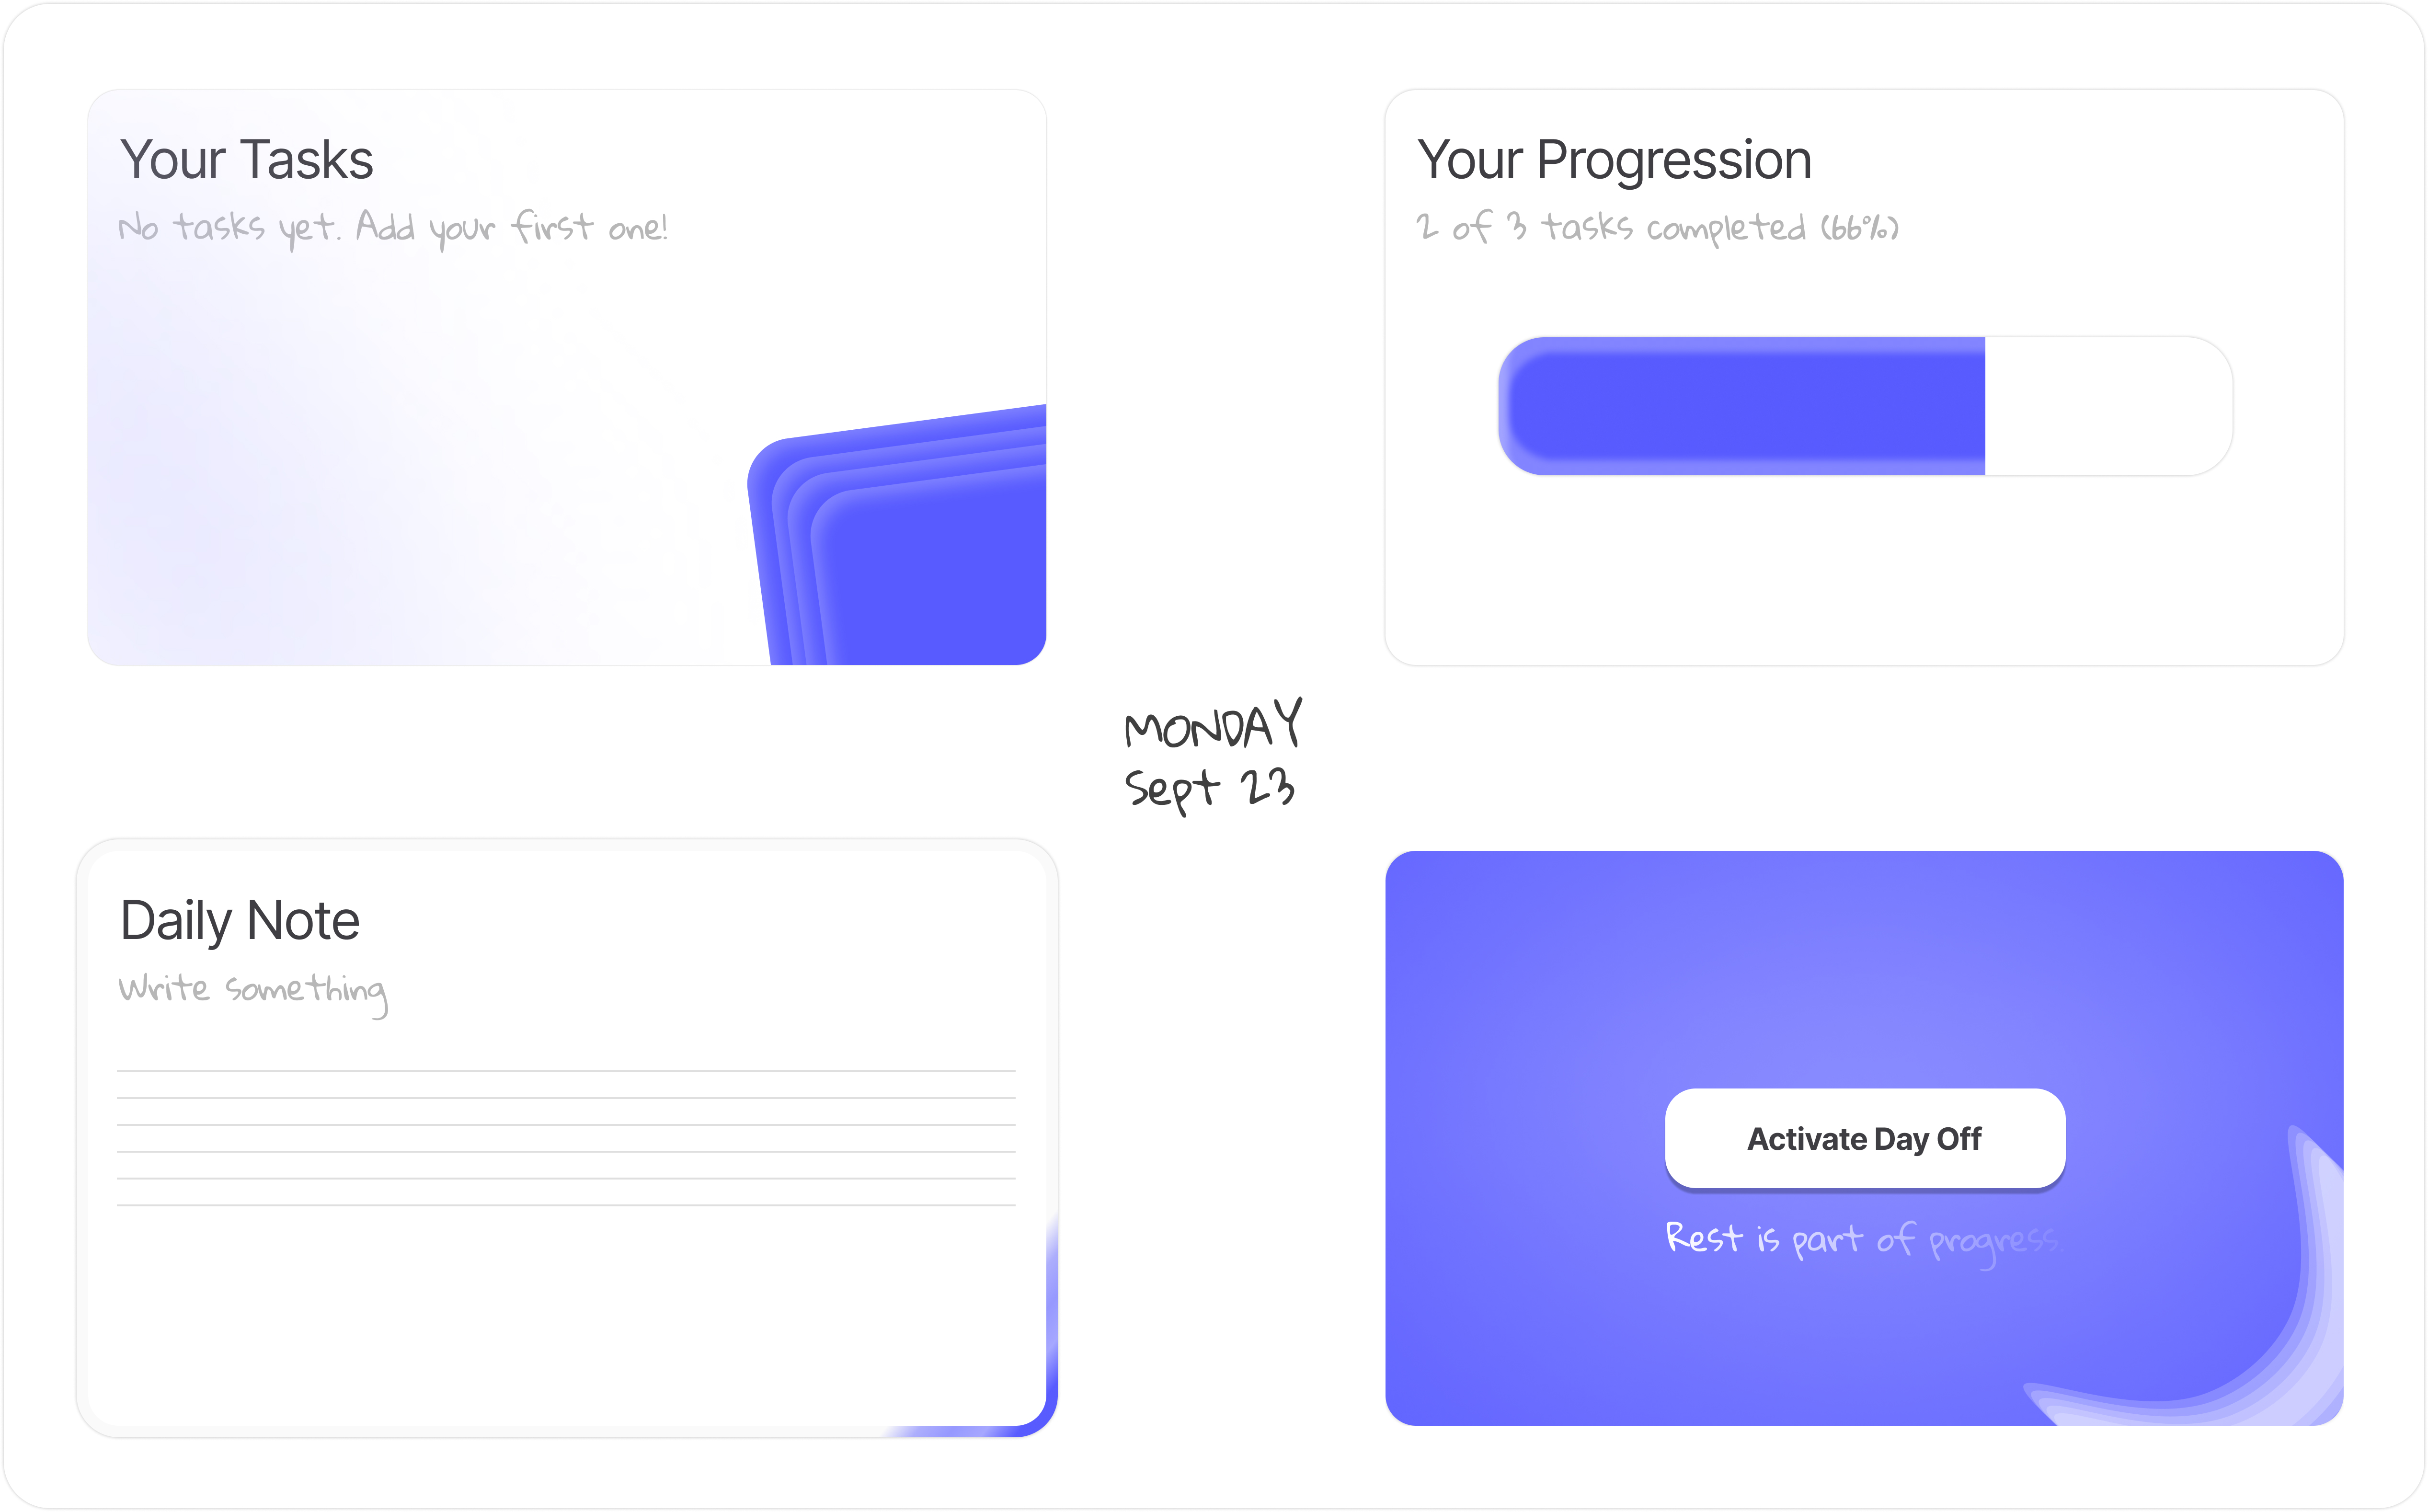 Your Tasks
No tasks yet. Add your first one!
Your Progression
2 of 3 tasks completed (66%)
MONDAY
Sept 23
Daily Note
Write something
Activate Day Off
Rest is part of progress.